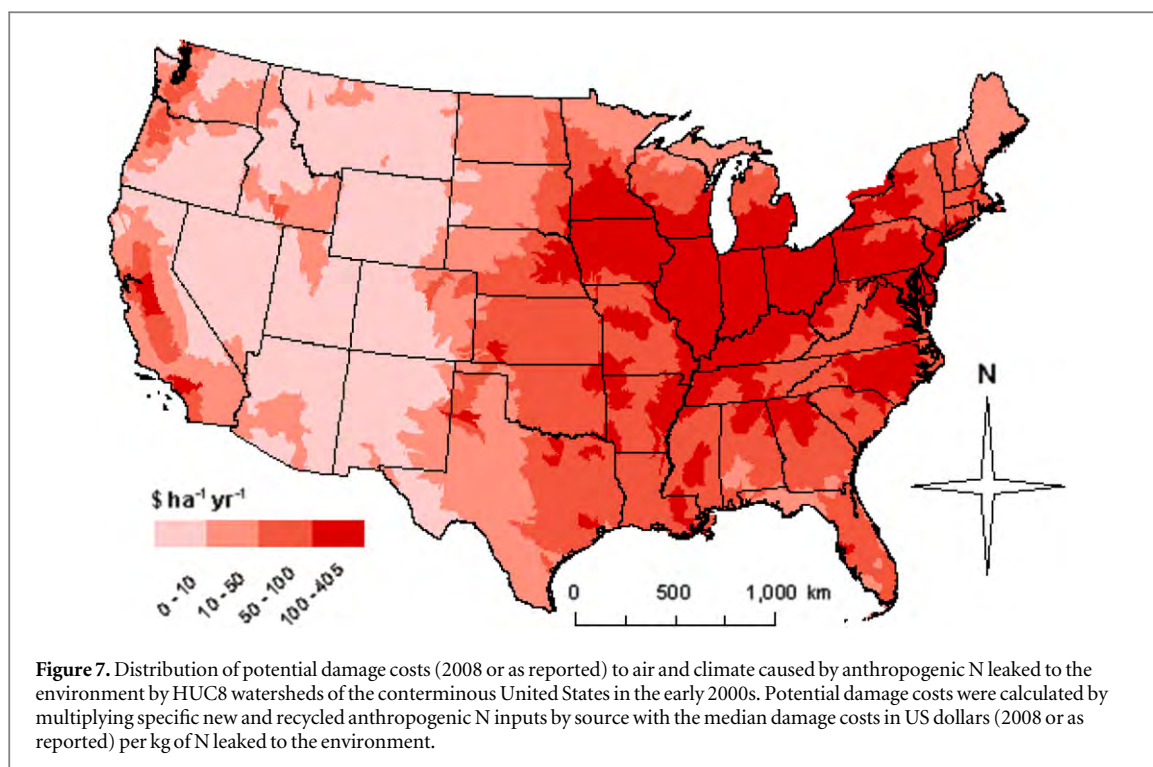 N
$ ha⁻¹ yr⁻¹
0 - 10
10 - 50
50 - 100
100 - 405
0 500 1,000 km
Figure 7. Distribution of potential damage costs (2008 or as reported) to air and climate caused by anthropogenic N leaked to the
environment by HUC8 watersheds of the conterminous United States in the early 2000s. Potential damage costs were calculated by
multiplying specific new and recycled anthropogenic N inputs by source with the median damage costs in US dollars (2008 or as
reported) per kg of N leaked to the environment.